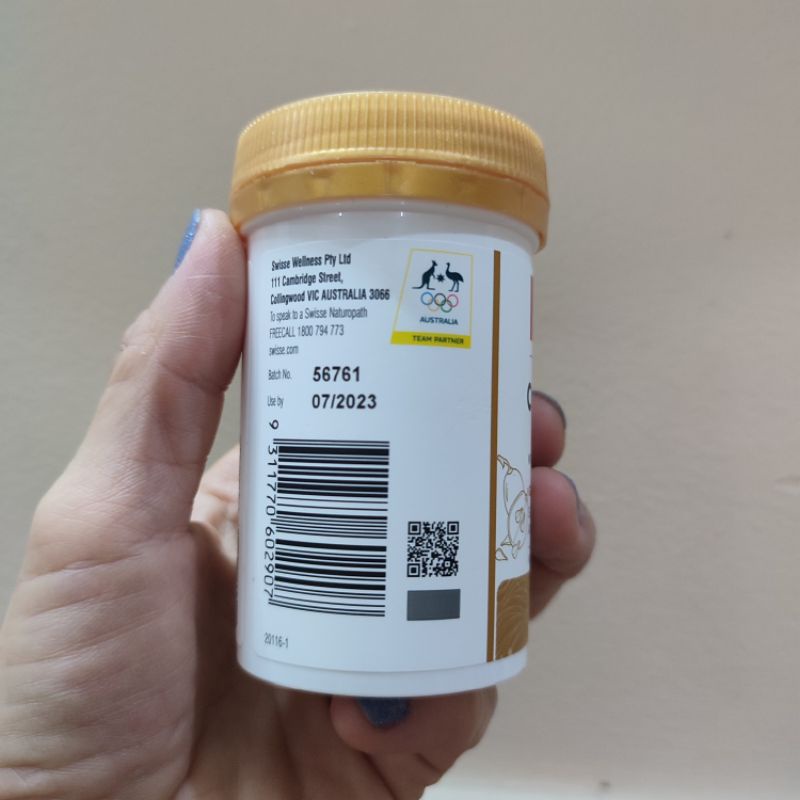 Swisse Wellness Pty Ltd
111 Cambridge Street,
Collingwood VIC AUSTRALIA 3066
To speak to a Swisse Naturopath
FREECALL 1800 794 773
swisse.com
AUSTRALIA
TEAM PARTNER
Batch No. 56761
Use by 07/2023
9 311770 602907
20116-1